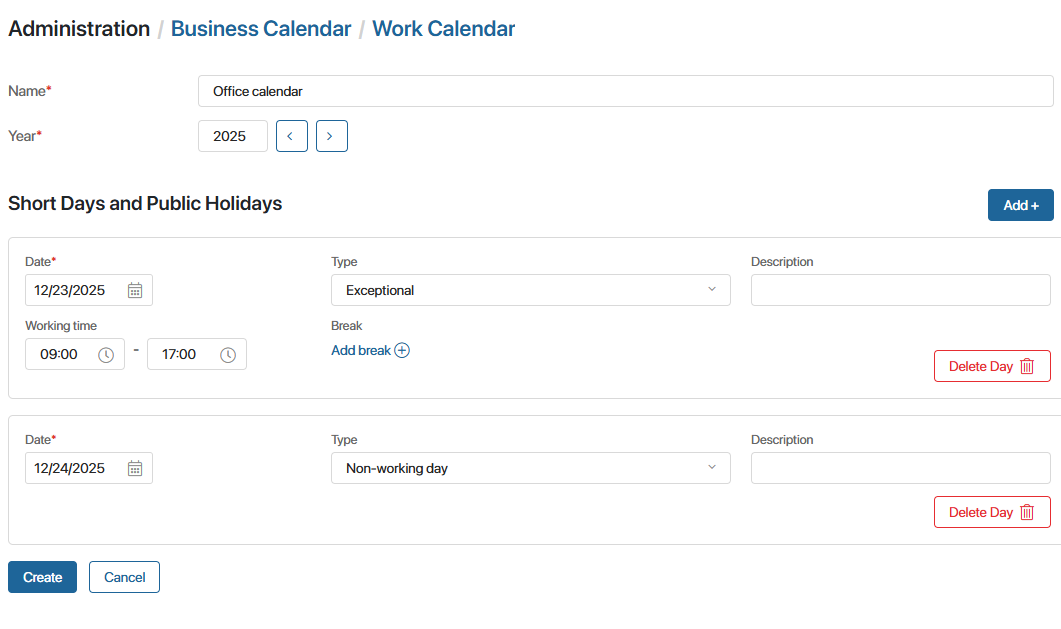 Administration / Business Calendar / Work Calendar
Name* Office calendar
Year* 2025 < >
Short Days and Public Holidays Add +
Date* Type Description
12/23/2025 Exceptional
Working time Break
09:00 - 17:00 Add break
Delete Day
Date* Type Description
12/24/2025 Non-working day
Delete Day
Create Cancel